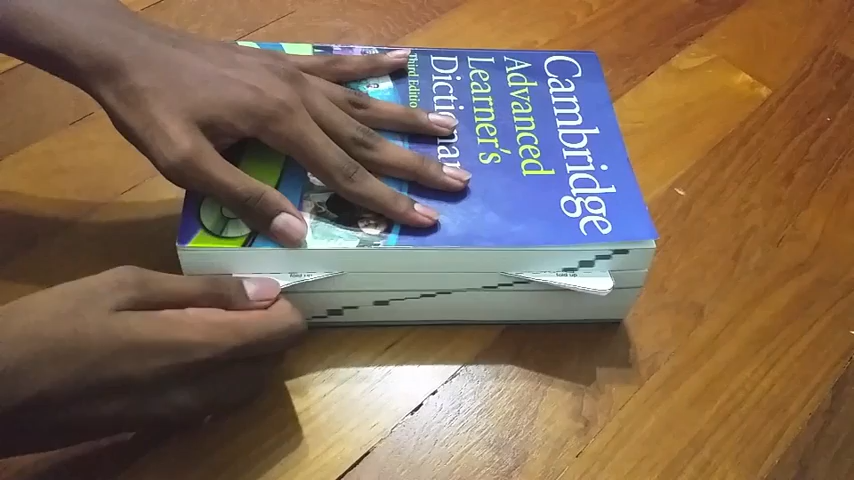 Cambridge
Advanced
Learner's
Dictionar
Third Editio